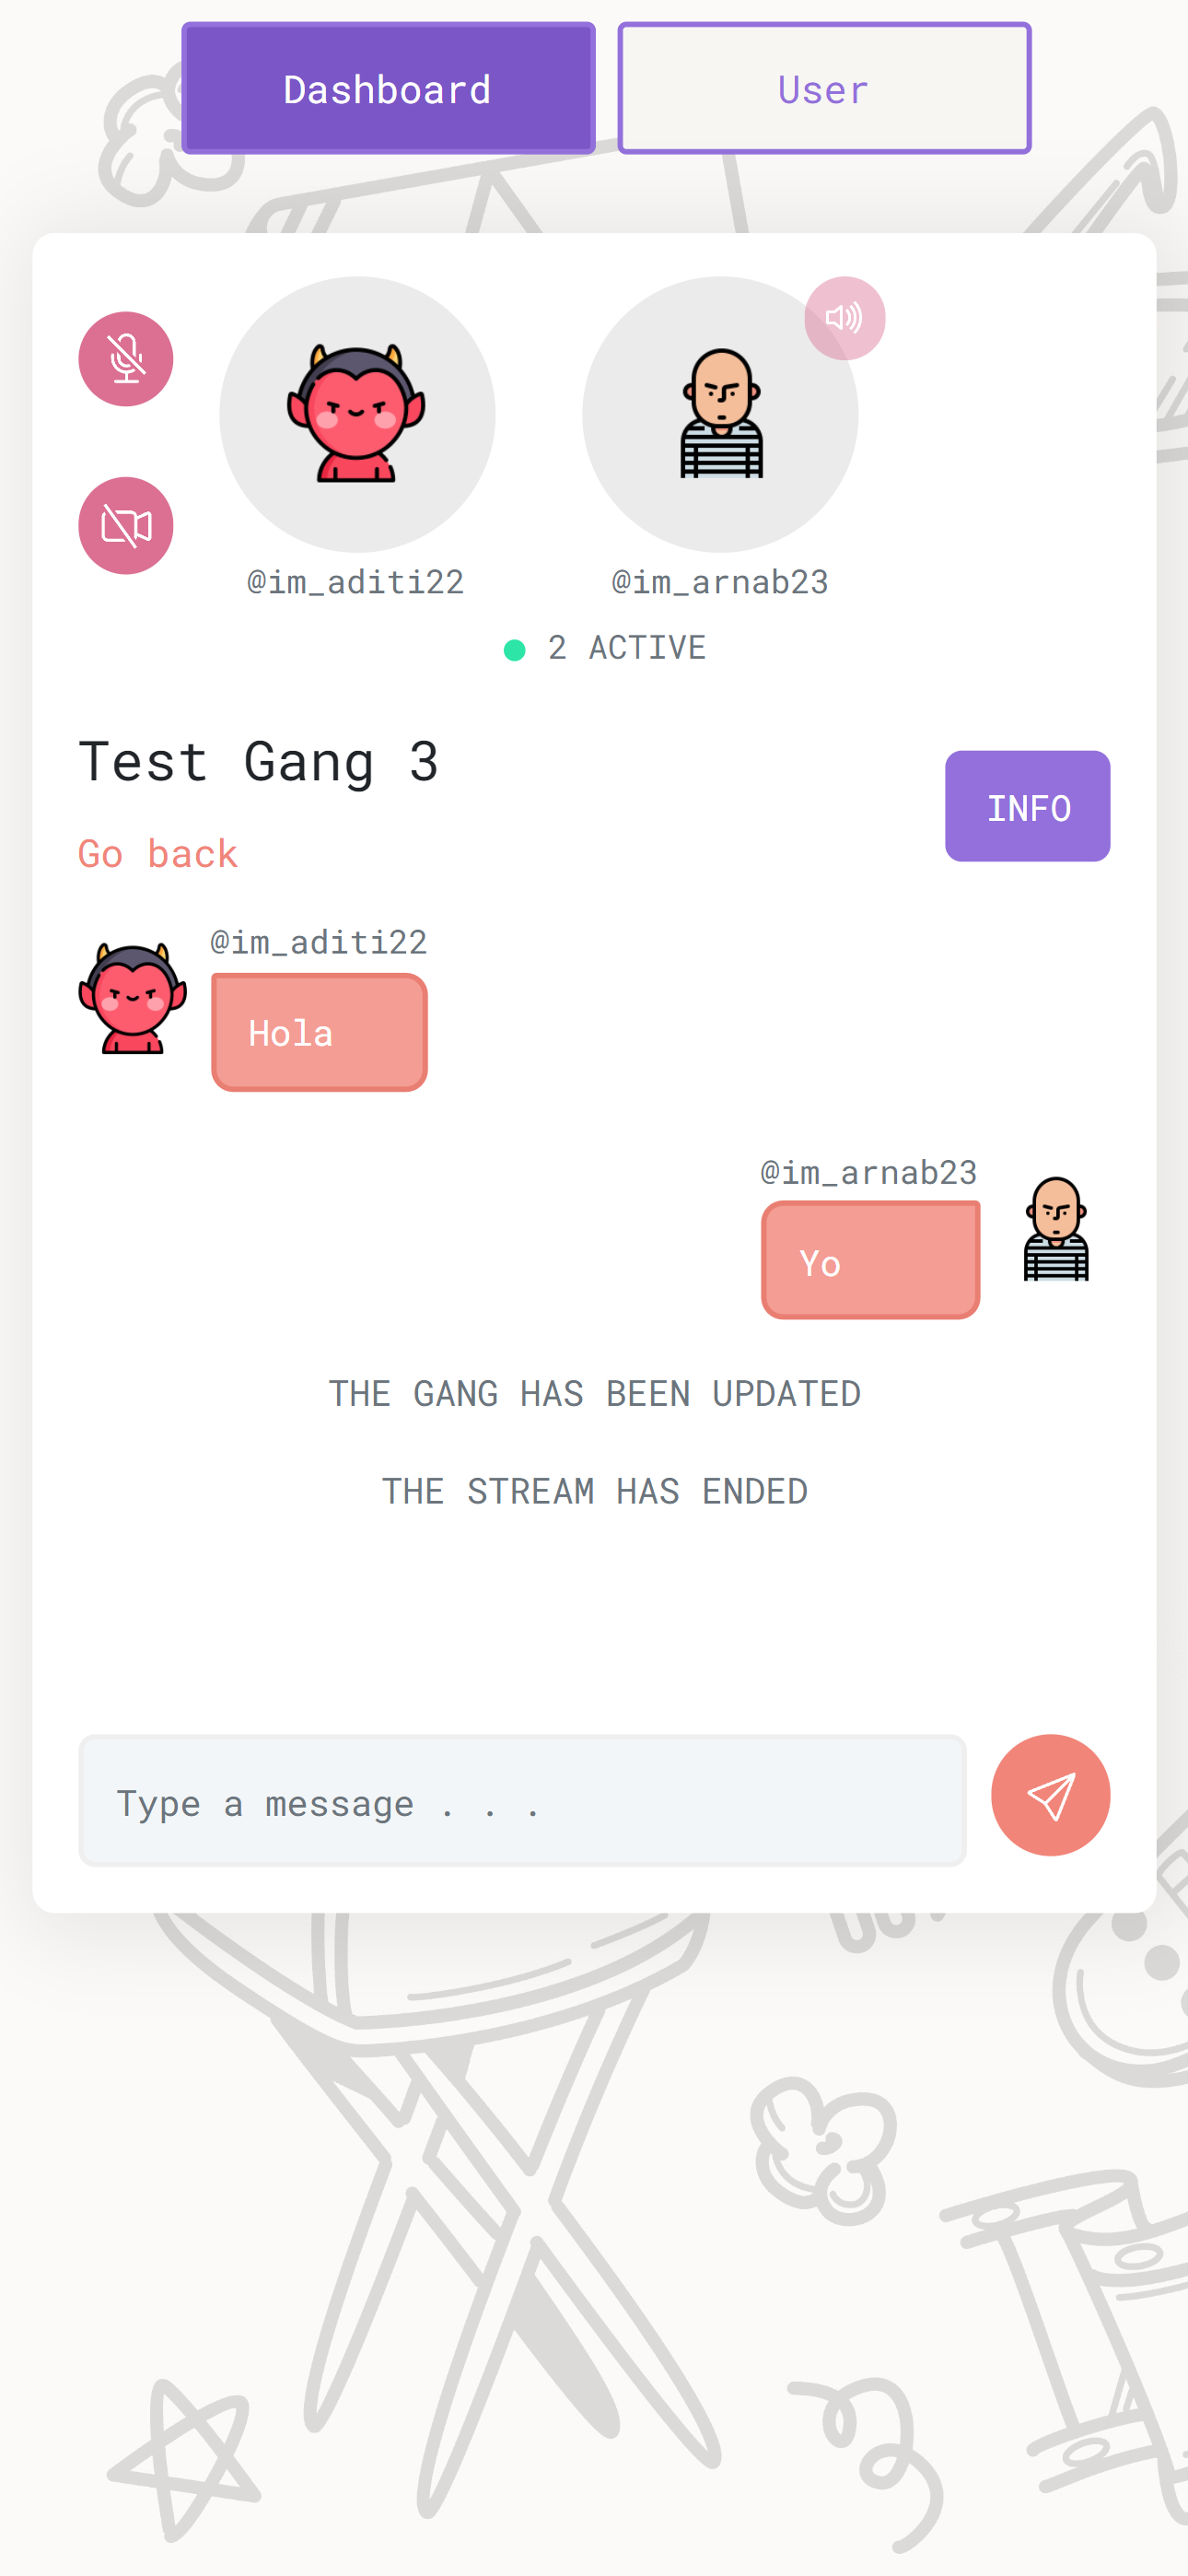 Dashboard User
@im_aditi22 @im_arnab23
2 ACTIVE
Test Gang 3
INFO
Go back
@im_aditi22
Hola
@im_arnab23
Yo
THE GANG HAS BEEN UPDATED
THE STREAM HAS ENDED
Type a message . . .